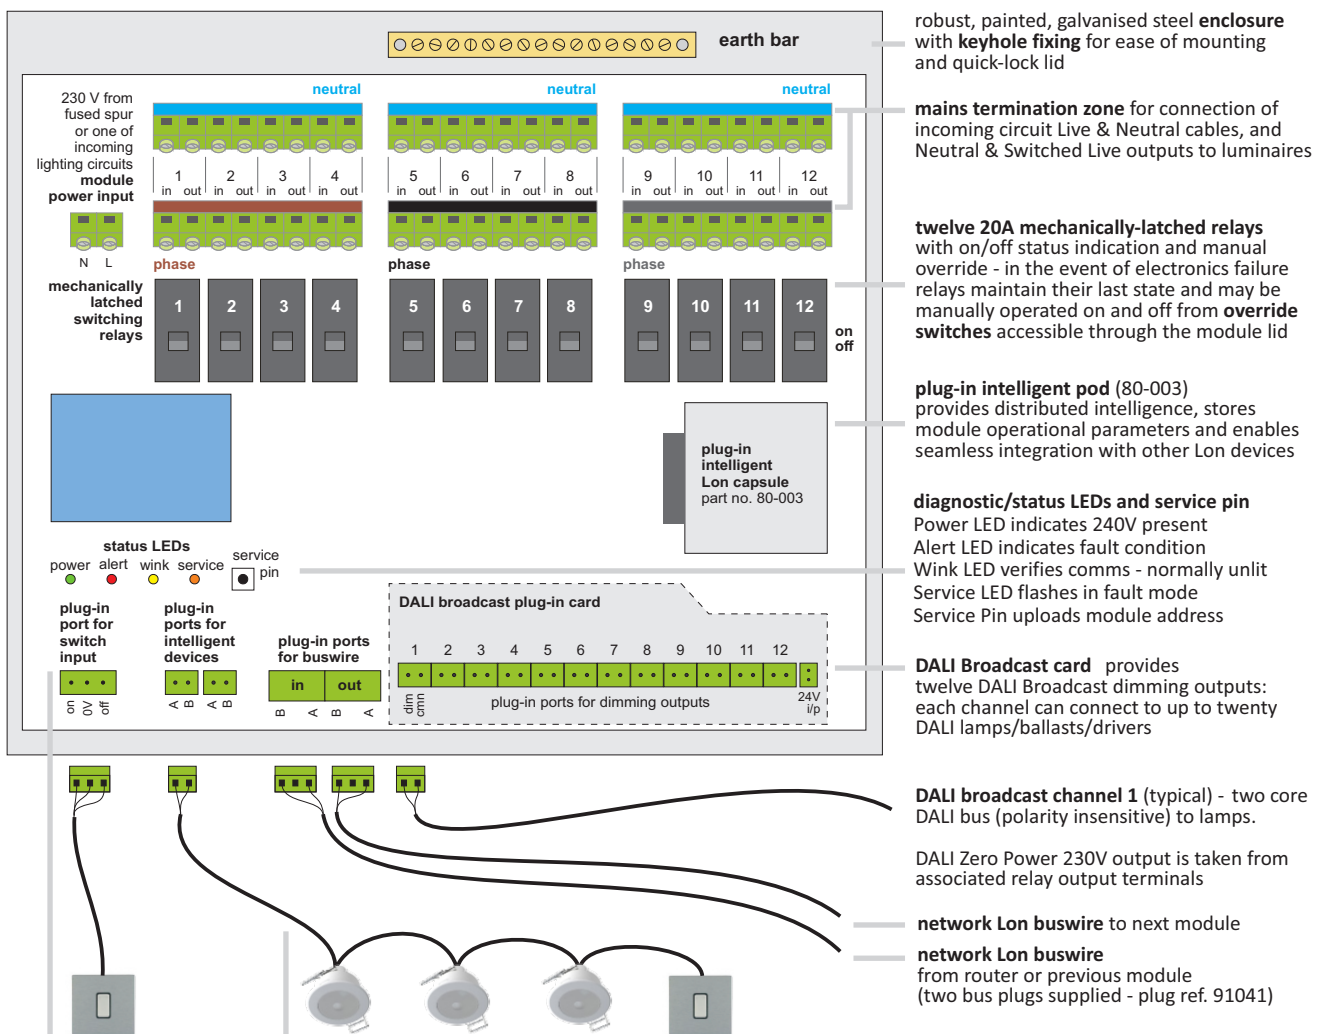 earth bar
robust, painted, galvanised steel enclosure
with keyhole fixing for ease of mounting
and quick-lock lid
230 V from
fused spur
or one of
incoming
lighting circuits
module
power input
N L
neutral
neutral
neutral
1 2 3 4
in out in out in out in out
5 6 7 8
in out in out in out in out
9 10 11 12
in out in out in out in out
mains termination zone for connection of
incoming circuit Live & Neutral cables, and
Neutral & Switched Live outputs to luminaires
phase
phase
phase
mechanically
latched
switching
relays
1 2 3 4
5 6 7 8
9 10 11 12
on
off
twelve 20A mechanically-latched relays
with on/off status indication and manual
override - in the event of electronics failure
relays maintain their last state and may be
manually operated on and off from override
switches accessible through the module lid
plug-in
intelligent
Lon capsule
part no. 80-003
plug-in intelligent pod (80-003)
provides distributed intelligence, stores
module operational parameters and enables
seamless integration with other Lon devices
status LEDs
power alert wink service
service
pin
diagnostic/status LEDs and service pin
Power LED indicates 240V present
Alert LED indicates fault condition
Wink LED verifies comms - normally unlit
Service LED flashes in fault mode
Service Pin uploads module address
plug-in
port for
switch
input
on 0V off
plug-in
ports for
intelligent
devices
A B A B
plug-in ports
for buswire
in out
B A B A
DALI broadcast plug-in card
1 2 3 4 5 6 7 8 9 10 11 12
dim
cmn
plug-in ports for dimming outputs
24V
i/p
DALI Broadcast card provides
twelve DALI Broadcast dimming outputs:
each channel can connect to up to twenty
DALI lamps/ballasts/drivers
DALI broadcast channel 1 (typical) - two core
DALI bus (polarity insensitive) to lamps.
DALI Zero Power 230V output is taken from
associated relay output terminals
network Lon buswire to next module
network Lon buswire
from router or previous module
(two bus plugs supplied - plug ref. 91041)